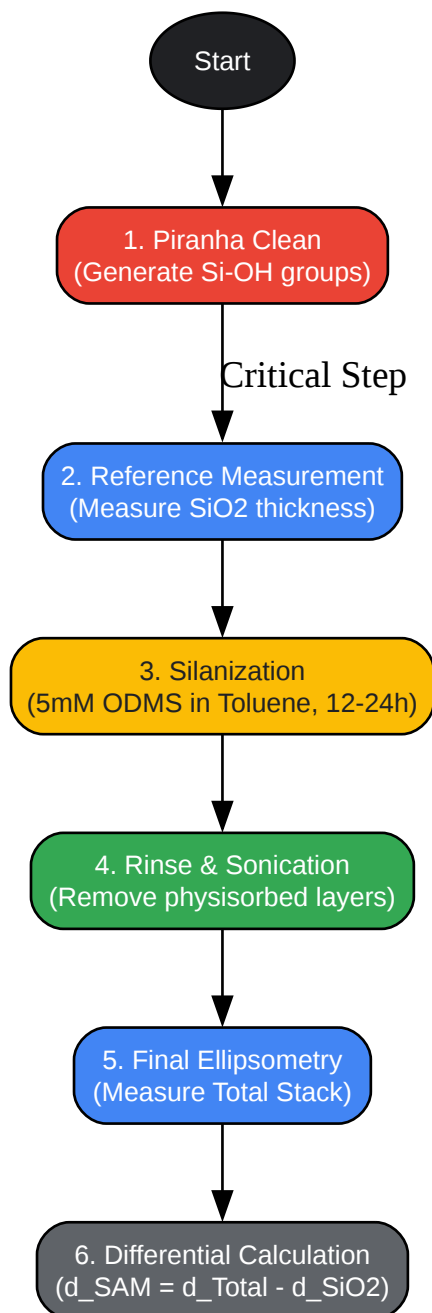 Start
1. Piranha Clean
(Generate Si-OH groups)
Critical Step
2. Reference Measurement
(Measure SiO2 thickness)
3. Silanization
(5mM ODMS in Toluene, 12-24h)
4. Rinse & Sonication
(Remove physisorbed layers)
5. Final Ellipsometry
(Measure Total Stack)
6. Differential Calculation
(d_SAM = d_Total - d_SiO2)